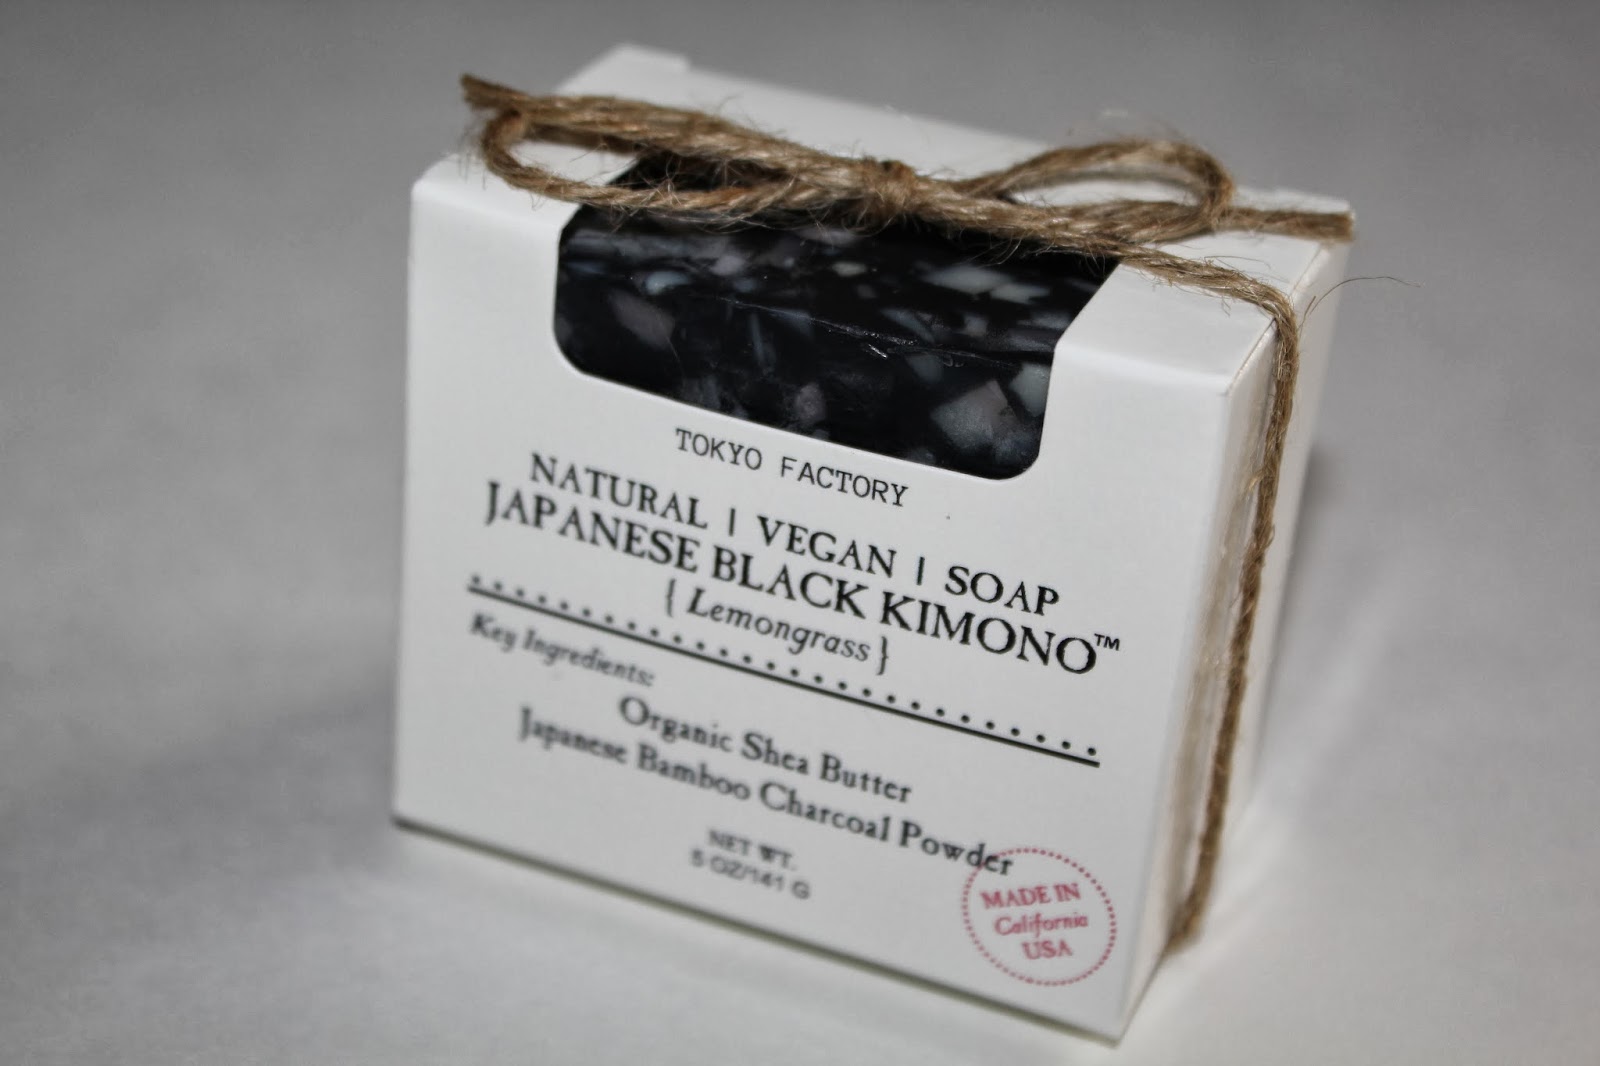 TOKYO FACTORY
NATURAL | VEGAN | SOAP
JAPANESE BLACK KIMONO™
{ Lemongrass }
Key Ingredients:
Organic Shea Butter
Japanese Bamboo Charcoal Powder
NET WT.
5 OZ/141 G
MADE IN
California
USA